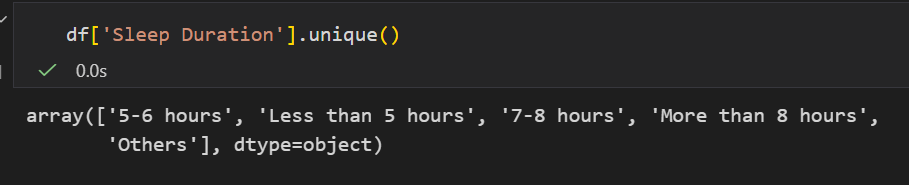 df['Sleep Duration'].unique()
0.0s
array(['5-6 hours', 'Less than 5 hours', '7-8 hours', 'More than 8 hours',
'Others'], dtype=object)